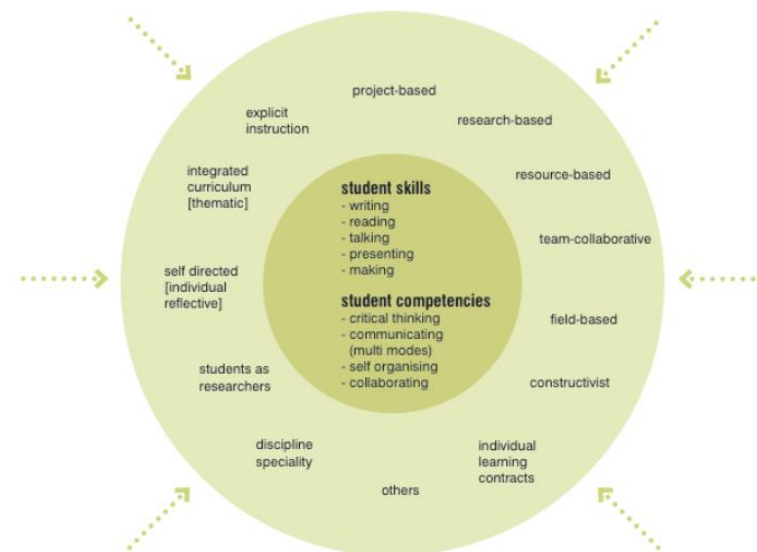 project-based
explicit
instruction
research-based
integrated
curriculum
[thematic]
resource-based
student skills
- writing
- reading
- talking
- presenting
- making
team-collaborative
self directed
[individual
reflective]
student competencies
- critical thinking
- communicating
(multi modes)
- self organising
- collaborating
field-based
students as
researchers
constructivist
discipline
speciality
individual
learning
contracts
others